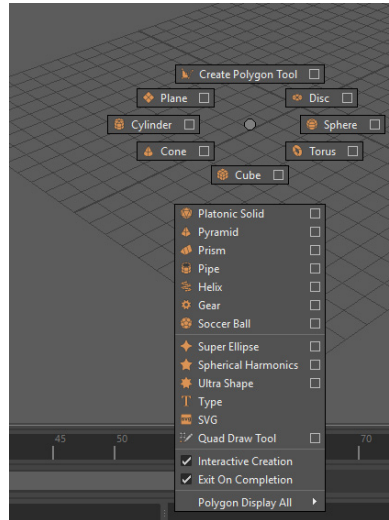 Create Polygon Tool
Plane
Disc
Cylinder
Sphere
Cone
Torus
Cube
Platonic Solid
Pyramid
Prism
Pipe
Helix
Gear
Soccer Ball
Super Ellipse
Spherical Harmonics
Ultra Shape
Type
SVG
Quad Draw Tool
45 50 70
Interactive Creation
Exit On Completion
Polygon Display All